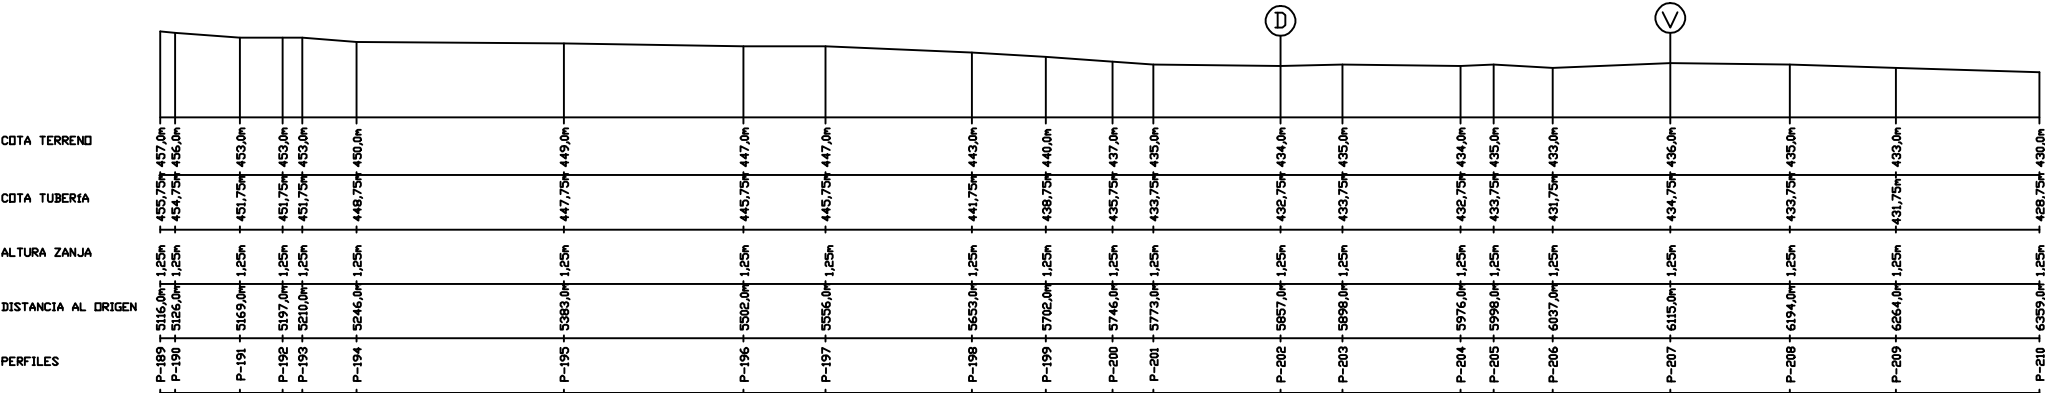 D
V
COTA TERRENO 457,0m 456,0m 453,0m 453,0m 453,0m 450,0m 449,0m 447,0m 447,0m 443,0m 440,0m 437,0m 435,0m 434,0m 435,0m 434,0m 435,0m 433,0m 436,0m 435,0m 433,0m 430,0m
COTA TUBERíA 455,75m 454,75m 451,75m 451,75m 451,75m 448,75m 447,75m 445,75m 445,75m 441,75m 438,75m 435,75m 433,75m 432,75m 433,75m 432,75m 433,75m 431,75m 434,75m 433,75m 431,75m 428,75m
ALTURA ZANJA 1,25m 1,25m 1,25m 1,25m 1,25m 1,25m 1,25m 1,25m 1,25m 1,25m 1,25m 1,25m 1,25m 1,25m 1,25m 1,25m 1,25m 1,25m 1,25m 1,25m 1,25m 1,25m
DISTANCIA AL ORIGEN 5116,0m 5126,0m 5169,0m 5197,0m 5210,0m 5246,0m 5383,0m 5502,0m 5556,0m 5653,0m 5702,0m 5746,0m 5773,0m 5857,0m 5898,0m 5976,0m 5998,0m 6037,0m 6115,0m 6194,0m 6264,0m 6359,0m
PERFILES P-189 P-190 P-191 P-192 P-193 P-194 P-195 P-196 P-197 P-198 P-199 P-200 P-201 P-202 P-203 P-204 P-205 P-206 P-207 P-208 P-209 P-210